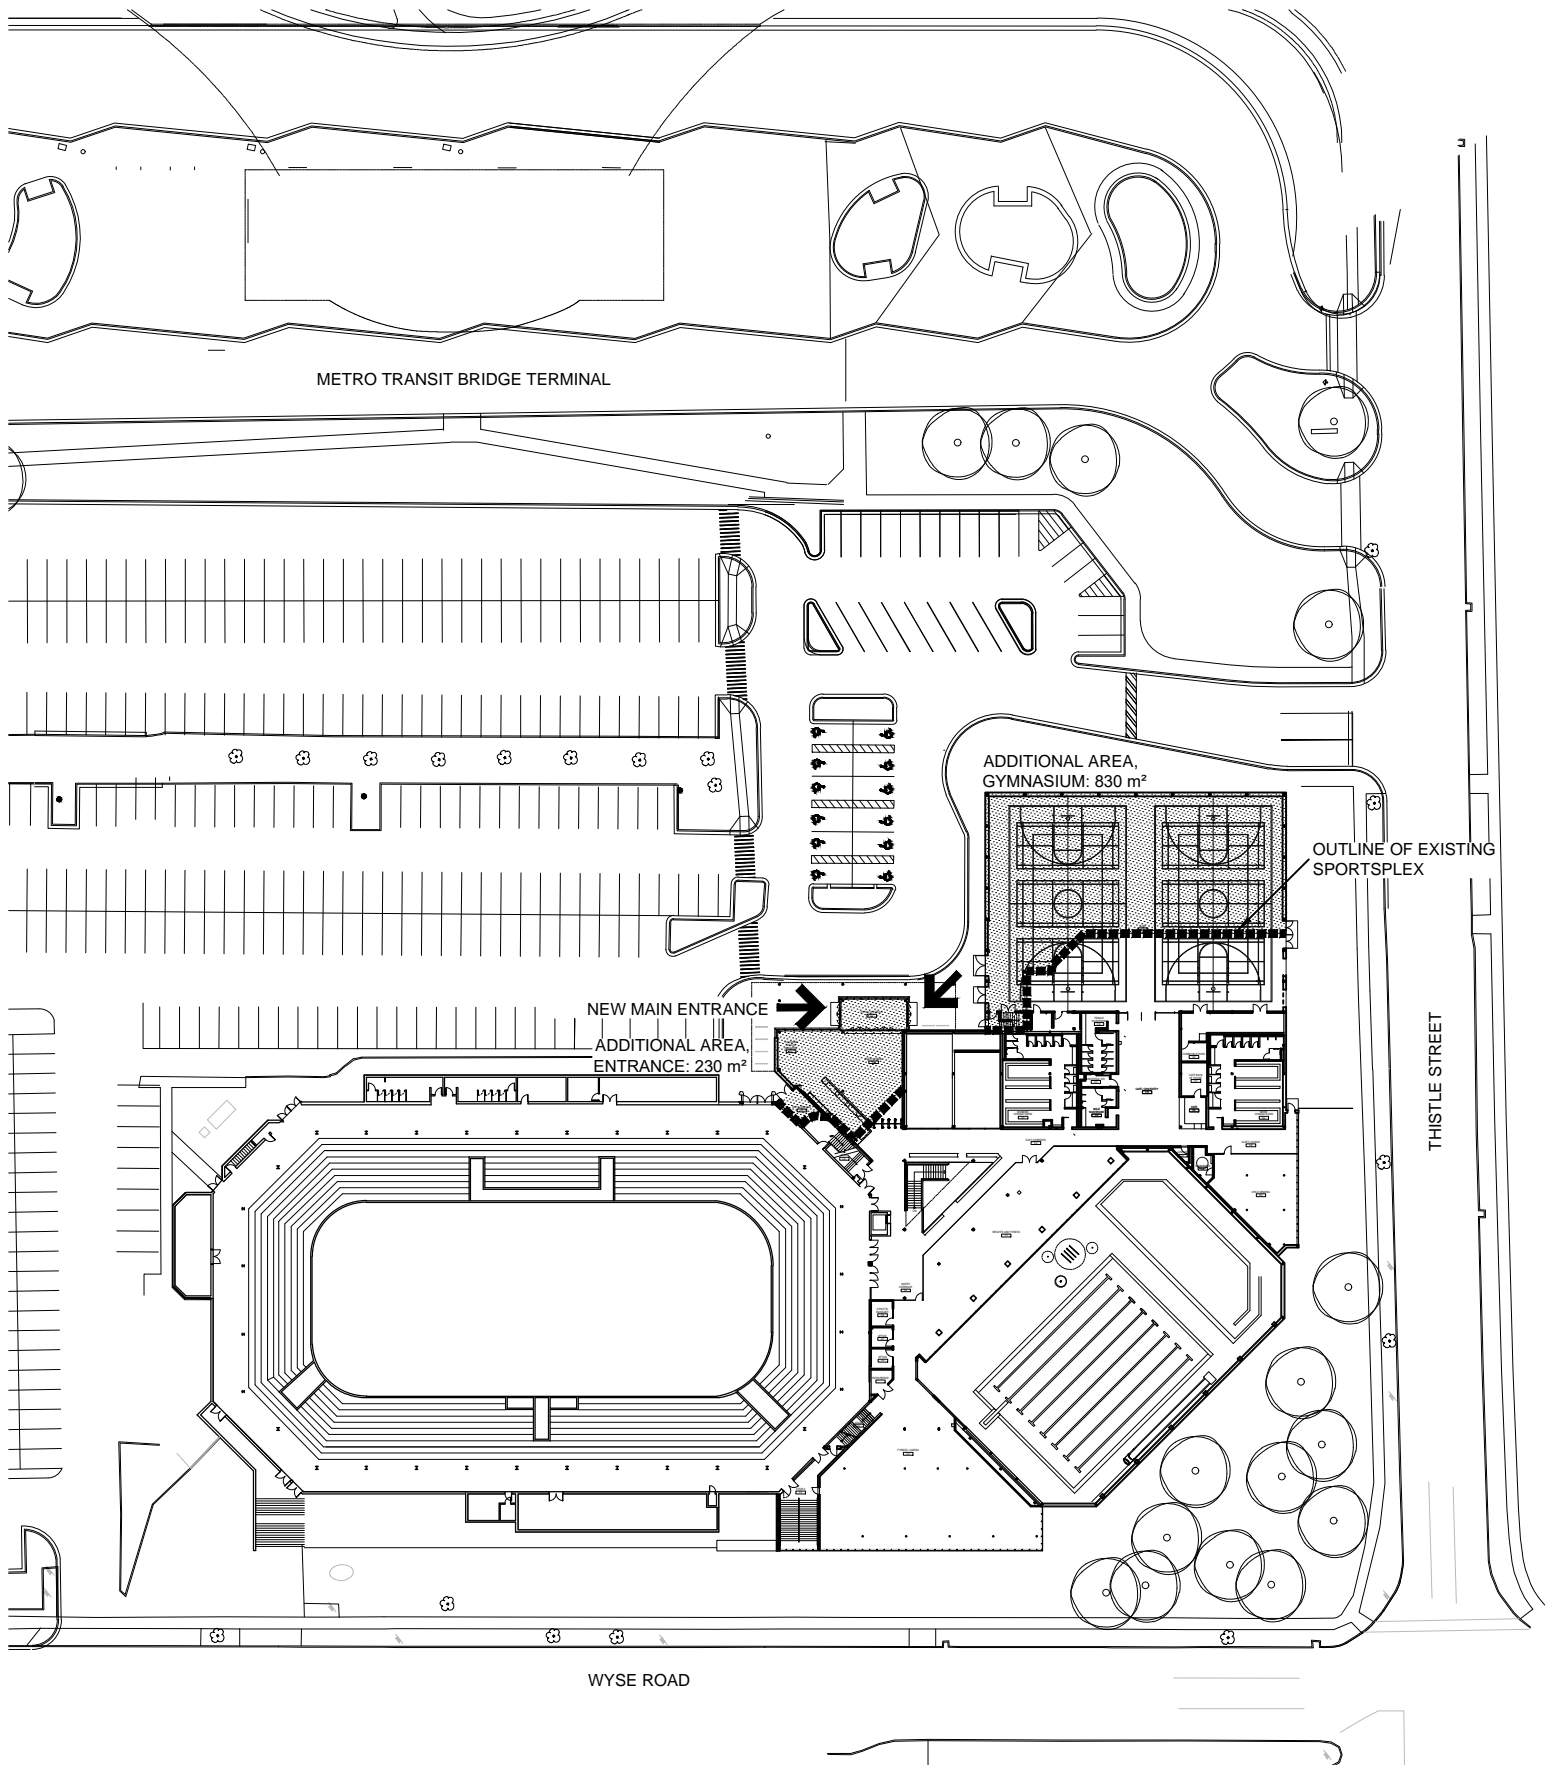 METRO TRANSIT BRIDGE TERMINAL
ADDITIONAL AREA,
GYMNASIUM: 830 m²
OUTLINE OF EXISTING
SPORTSPLEX
NEW MAIN ENTRANCE
ADDITIONAL AREA,
ENTRANCE: 230 m²
THISTLE STREET
WYSE ROAD